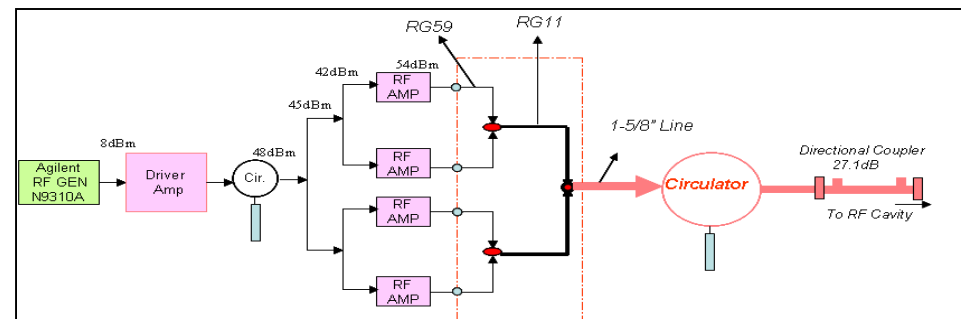 RG59
RG11
54dBm
42dBm
RF
AMP
45dBm
1-5/8" Line
8dBm
48dBm
Agilent
RF GEN
N9310A
Driver
Amp
Cir.
RF
AMP
Circulator
Directional Coupler
27.1dB
To RF Cavity
RF
AMP
RF
AMP